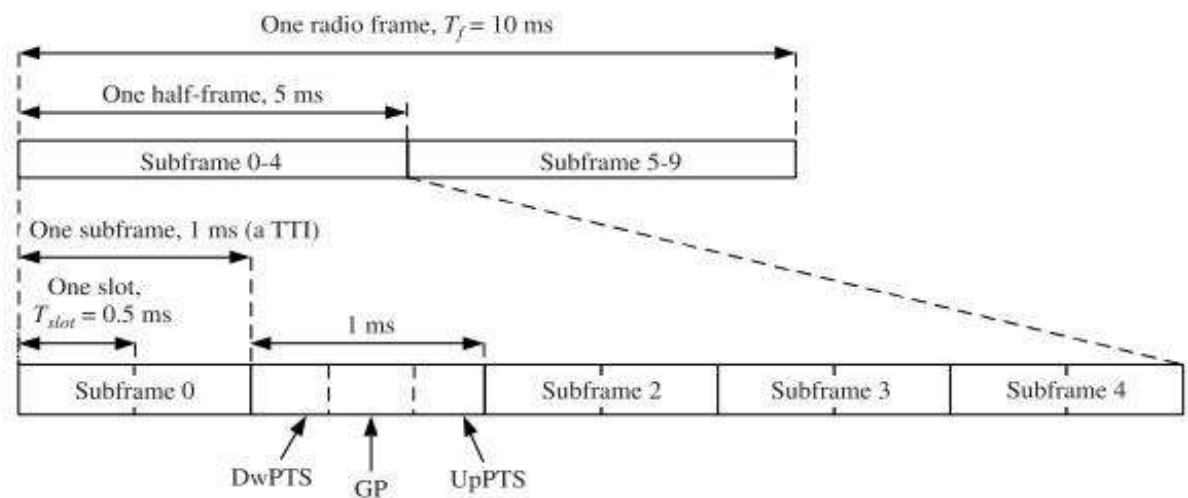 One radio frame, T_f = 10 ms
One half-frame, 5 ms
Subframe 0-4
Subframe 5-9
One subframe, 1 ms (a TTI)
One slot,
T_slot = 0.5 ms
1 ms
Subframe 0
Subframe 2
Subframe 3
Subframe 4
DwPTS
GP
UpPTS